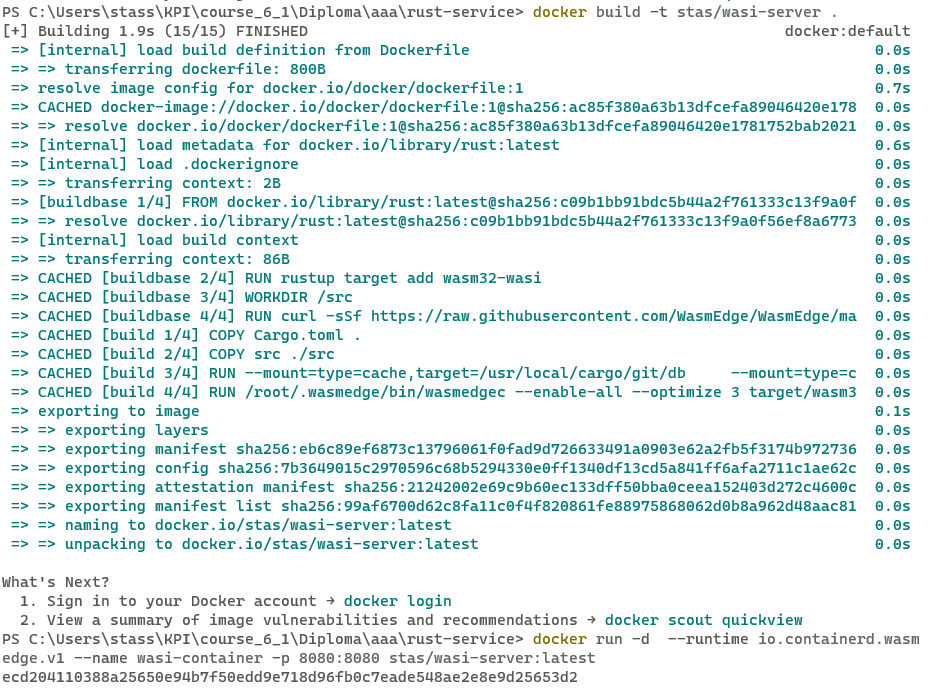 PS C:\Users\stass\KPI\course_6_1\Diploma\aaa\rust-service> docker build -t stas/wasi-server .
[+] Building 1.9s (15/15) FINISHED docker:default
=> [internal] load build definition from Dockerfile 0.0s
=> => transferring dockerfile: 800B 0.0s
=> resolve image config for docker.io/docker/dockerfile:1 0.7s
=> CACHED docker-image://docker.io/docker/dockerfile:1@sha256:ac85f380a63b13dfcefa89046420e178 0.0s
=> => resolve docker.io/docker/dockerfile:1@sha256:ac85f380a63b13dfcefa89046420e1781752bab2021 0.0s
=> [internal] load metadata for docker.io/library/rust:latest 0.6s
=> [internal] load .dockerignore 0.0s
=> => transferring context: 2B 0.0s
=> [buildbase 1/4] FROM docker.io/library/rust:latest@sha256:c09b1bb91bdc5b44a2f761333c13f9a0f 0.0s
=> => resolve docker.io/library/rust:latest@sha256:c09b1bb91bdc5b44a2f761333c13f9a0f56ef8a6773 0.0s
=> [internal] load build context 0.0s
=> => transferring context: 86B 0.0s
=> CACHED [buildbase 2/4] RUN rustup target add wasm32-wasi 0.0s
=> CACHED [buildbase 3/4] WORKDIR /src 0.0s
=> CACHED [buildbase 4/4] RUN curl -sSf https://raw.githubusercontent.com/WasmEdge/WasmEdge/ma 0.0s
=> CACHED [build 1/4] COPY Cargo.toml . 0.0s
=> CACHED [build 2/4] COPY src ./src 0.0s
=> CACHED [build 3/4] RUN --mount=type=cache,target=/usr/local/cargo/git/db --mount=type=c 0.0s
=> CACHED [build 4/4] RUN /root/.wasmedge/bin/wasmedgec --enable-all --optimize 3 target/wasm3 0.0s
=> exporting to image 0.1s
=> => exporting layers 0.0s
=> => exporting manifest sha256:eb6c89ef6873c13796061f0fad9d726633491a0903e62a2fb5f3174b972736 0.0s
=> => exporting config sha256:7b3649015c2970596c68b5294330e0ff1340df13cd5a841ff6afa2711c1ae62c 0.0s
=> => exporting attestation manifest sha256:21242002e69c9b60ec133dff50bba0ceea152403d272c4600c 0.0s
=> => exporting manifest list sha256:99af6700d62c8fa11c0f4f820861fe88975868062d0b8a962d48aac81 0.0s
=> => naming to docker.io/stas/wasi-server:latest 0.0s
=> => unpacking to docker.io/stas/wasi-server:latest 0.0s
What's Next?
1. Sign in to your Docker account → docker login
2. View a summary of image vulnerabilities and recommendations → docker scout quickview
PS C:\Users\stass\KPI\course_6_1\Diploma\aaa\rust-service> docker run -d --runtime io.containerd.wasm
edge.v1 --name wasi-container -p 8080:8080 stas/wasi-server:latest
ecd204110388a25650e94b7f50edd9e718d96fb0c7eade548ae2e8e9d25653d2